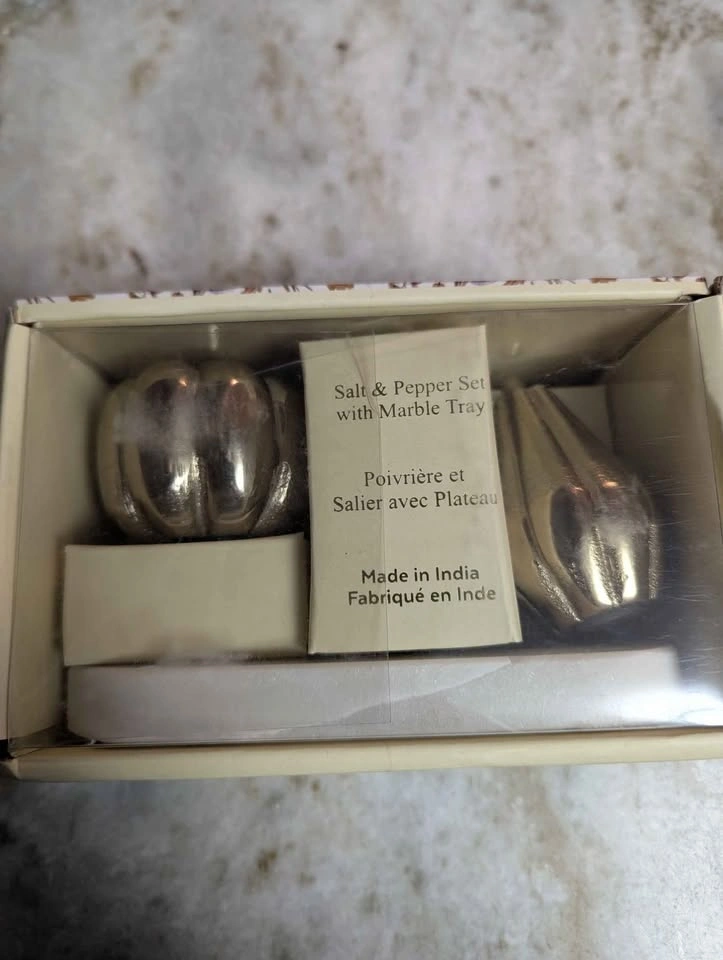 Salt & Pepper Set
with Marble Tray
Poivrière et
Salier avec Plateau
Made in India
Fabriqué en Inde